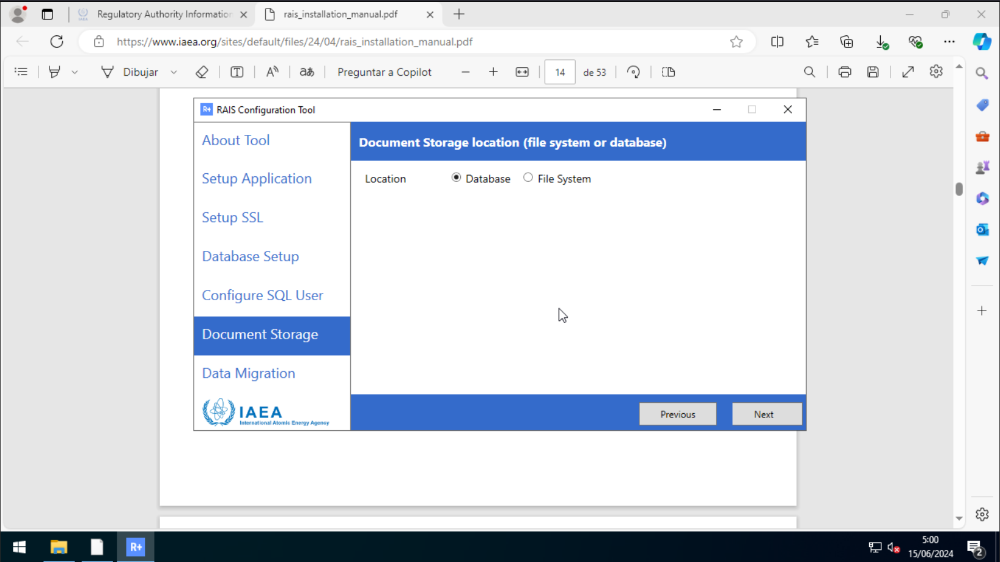 Regulatory Authority Information
rais_installation_manual.pdf
https://www.iaea.org/sites/default/files/24/04/rais_installation_manual.pdf
Dibujar
aあ
Preguntar a Copilot
14
de 53
R+ RAIS Configuration Tool
About Tool
Setup Application
Setup SSL
Database Setup
Configure SQL User
Document Storage
Data Migration
IAEA
International Atomic Energy Agency
Document Storage location (file system or database)
Location
Database
File System
Previous
Next
R+
5:00
15/06/2024
2